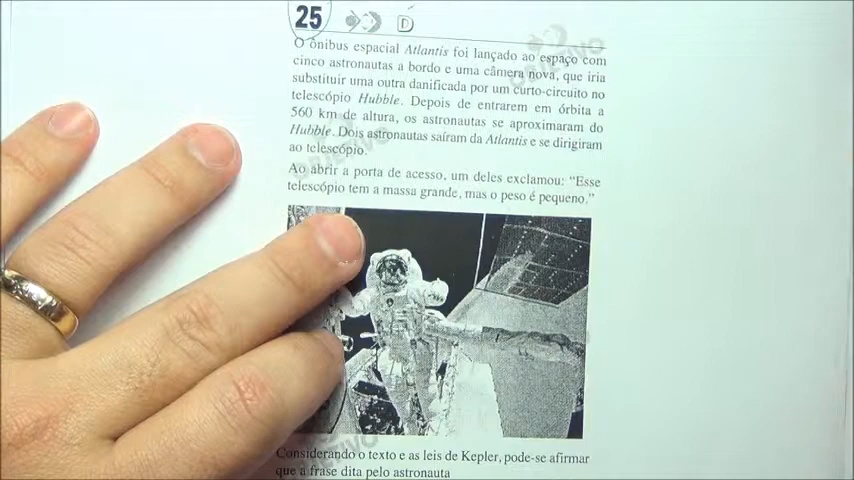 25 D
O ônibus espacial Atlantis foi lançado ao espaço com
cinco astronautas a bordo e uma câmera nova, que iria
substituir uma outra danificada por um curto-circuito no
telescópio Hubble. Depois de entrarem em órbita a
560 km de altura, os astronautas se aproximaram do
Hubble. Dois astronautas saíram da Atlantis e se dirigiram
ao telescópio.
Ao abrir a porta de acesso, um deles exclamou: “Esse
telescópio tem a massa grande, mas o peso é pequeno.”
Considerando o texto e as leis de Kepler, pode-se afirmar
que a frase dita pelo astronauta